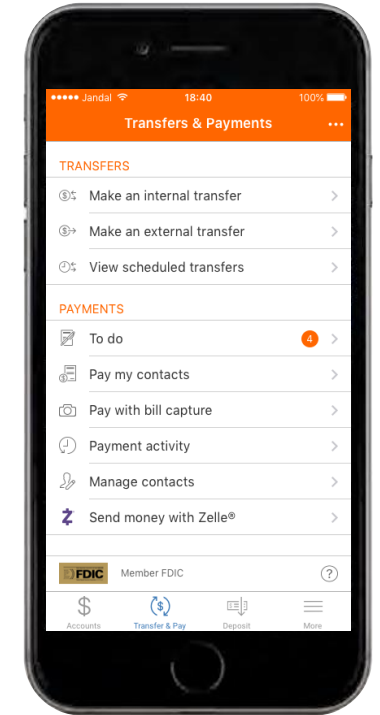 Jandal 18:40 100%
Transfers & Payments
TRANSFERS
Make an internal transfer
Make an external transfer
View scheduled transfers
PAYMENTS
To do 4
Pay my contacts
Pay with bill capture
Payment activity
Manage contacts
Send money with Zelle®
FDIC Member FDIC ?
Accounts Transfer & Pay Deposit More